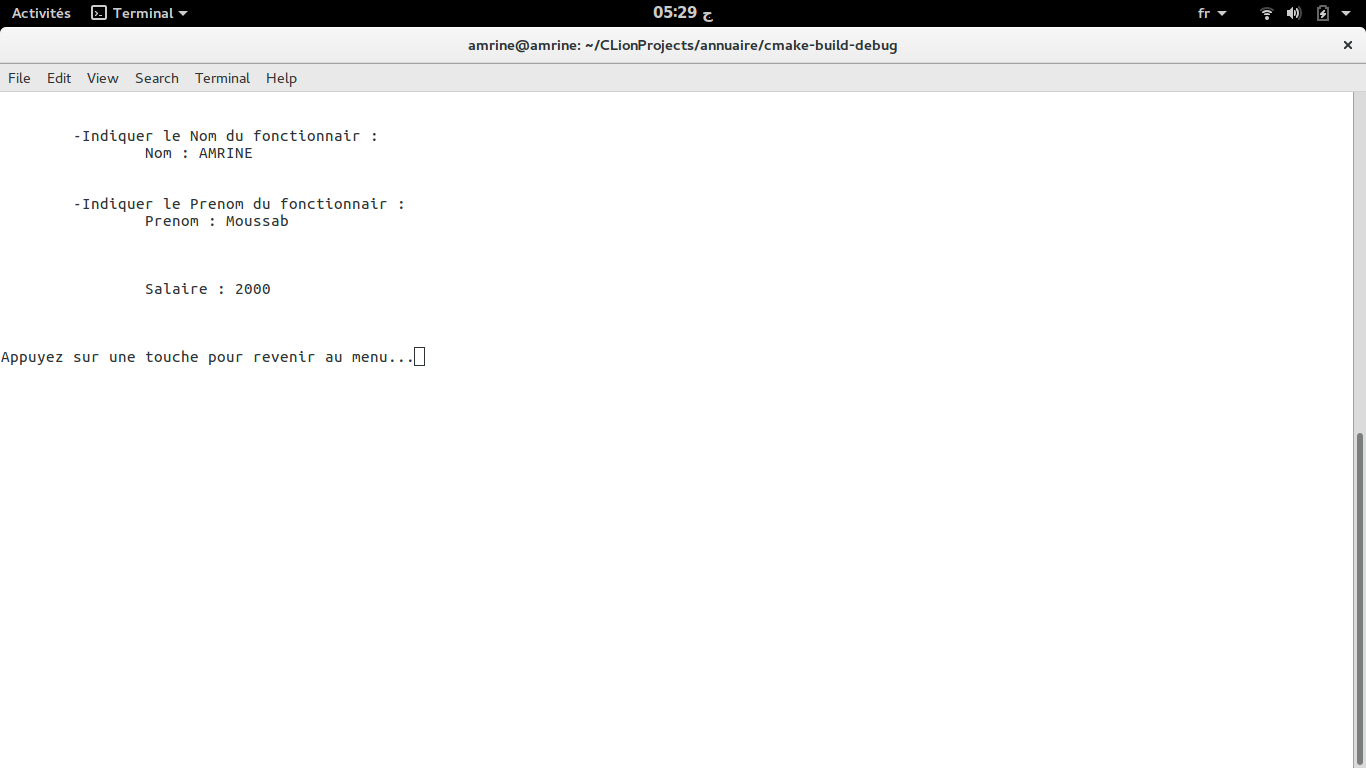 Activités Terminal 05:29 ج fr
amrine@amrine: ~/CLionProjects/annuaire/cmake-build-debug ×
File Edit View Search Terminal Help
-Indiquer le Nom du fonctionnair :
Nom : AMRINE
-Indiquer le Prenom du fonctionnair :
Prenom : Moussab
Salaire : 2000
Appuyez sur une touche pour revenir au menu...